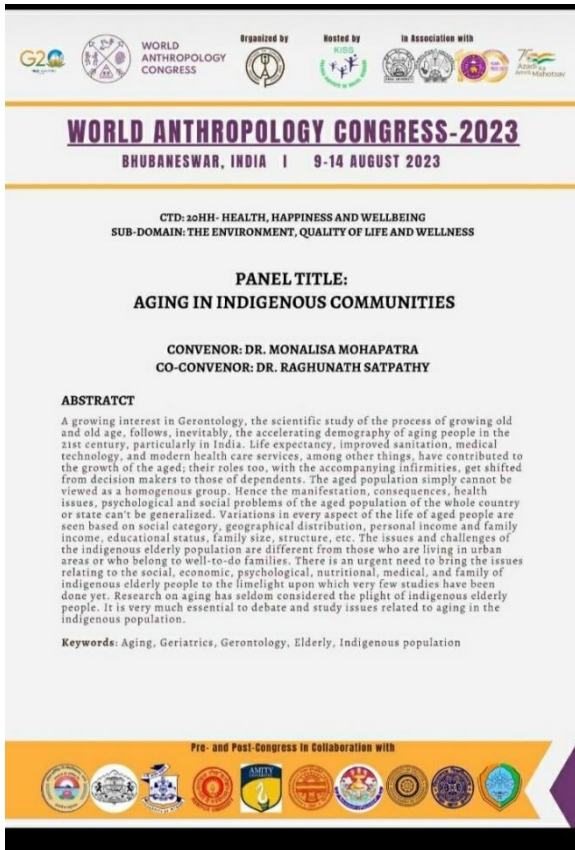 Organized by
Hosted by
In Association with
G20
WORLD
ANTHROPOLOGY
CONGRESS
KISS
Azadi Ka
Amrit Mahotsav
WORLD ANTHROPOLOGY CONGRESS-2023
BHUBANESWAR, INDIA I 9-14 AUGUST 2023
CTD: 20HH- HEALTH, HAPPINESS AND WELLBEING
SUB-DOMAIN: THE ENVIRONMENT, QUALITY OF LIFE AND WELLNESS
PANEL TITLE:
AGING IN INDIGENOUS COMMUNITIES
CONVENOR: DR. MONALISA MOHAPATRA
CO-CONVENOR: DR. RAGHUNATH SATPATHY
ABSTRATCT
A growing interest in Gerontology, the scientific study of the process of growing old
and old age, follows, inevitably, the accelerating demography of aging people in the
21st century, particularly in India. Life expectancy, improved sanitation, medical
technology, and modern health care services, among other things, have contributed to
the growth of the aged; their roles too, with the accompanying infirmities, get shifted
from decision makers to those of dependents. The aged population simply cannot be
viewed as a homogenous group. Hence the manifestation, consequences, health
issues, psychological and social problems of the aged population of the whole country
or state can't be generalized. Variations in every aspect of the life of aged people are
seen based on social category, geographical distribution, personal income and family
income, educational status, family size, structure, etc. The issues and challenges of
the indigenous elderly population are different from those who are living in urban
areas or who belong to well-to-do families. There is an urgent need to bring the issues
relating to the social, economic, psychological, nutritional, medical, and family of
indigenous elderly people to the limelight upon which very few studies have been
done yet. Research on aging has seldom considered the plight of indigenous elderly
people. It is very much essential to debate and study issues related to aging in the
indigenous population.
Keywords: Aging, Geriatrics, Gerontology, Elderly, Indigenous population
Pre- and Post-Congress In Collaboration with
AMITY